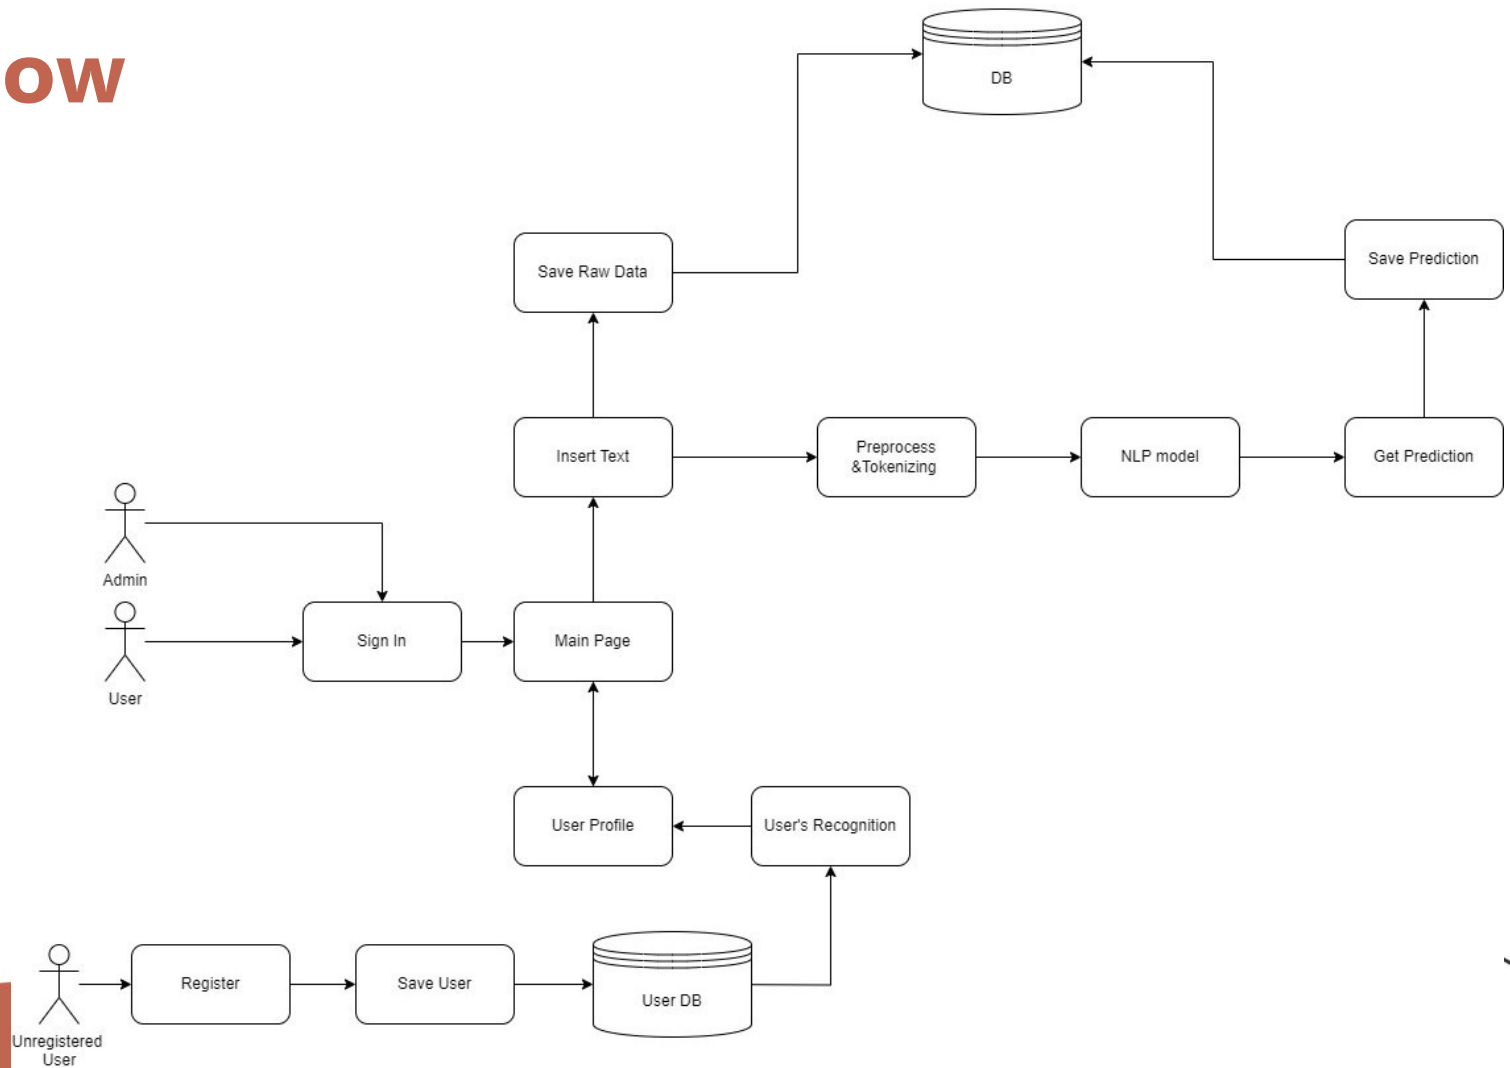 ow
DB
Save Raw Data
Save Prediction
Insert Text
Preprocess
&Tokenizing
NLP model
Get Prediction
Admin
Sign In
Main Page
User
User Profile
User's Recognition
Register
Save User
User DB
Unregistered
User